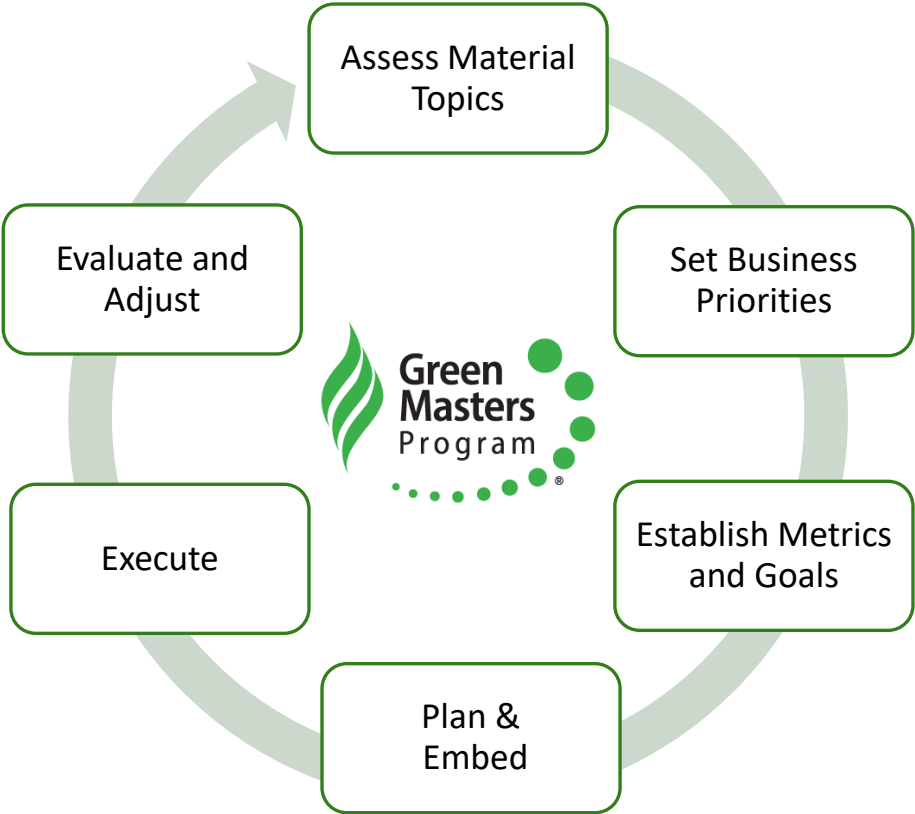 Assess Material
Topics
Set Business
Priorities
Establish Metrics
and Goals
Plan &
Embed
Execute
Evaluate and
Adjust
Green
Masters
Program
®